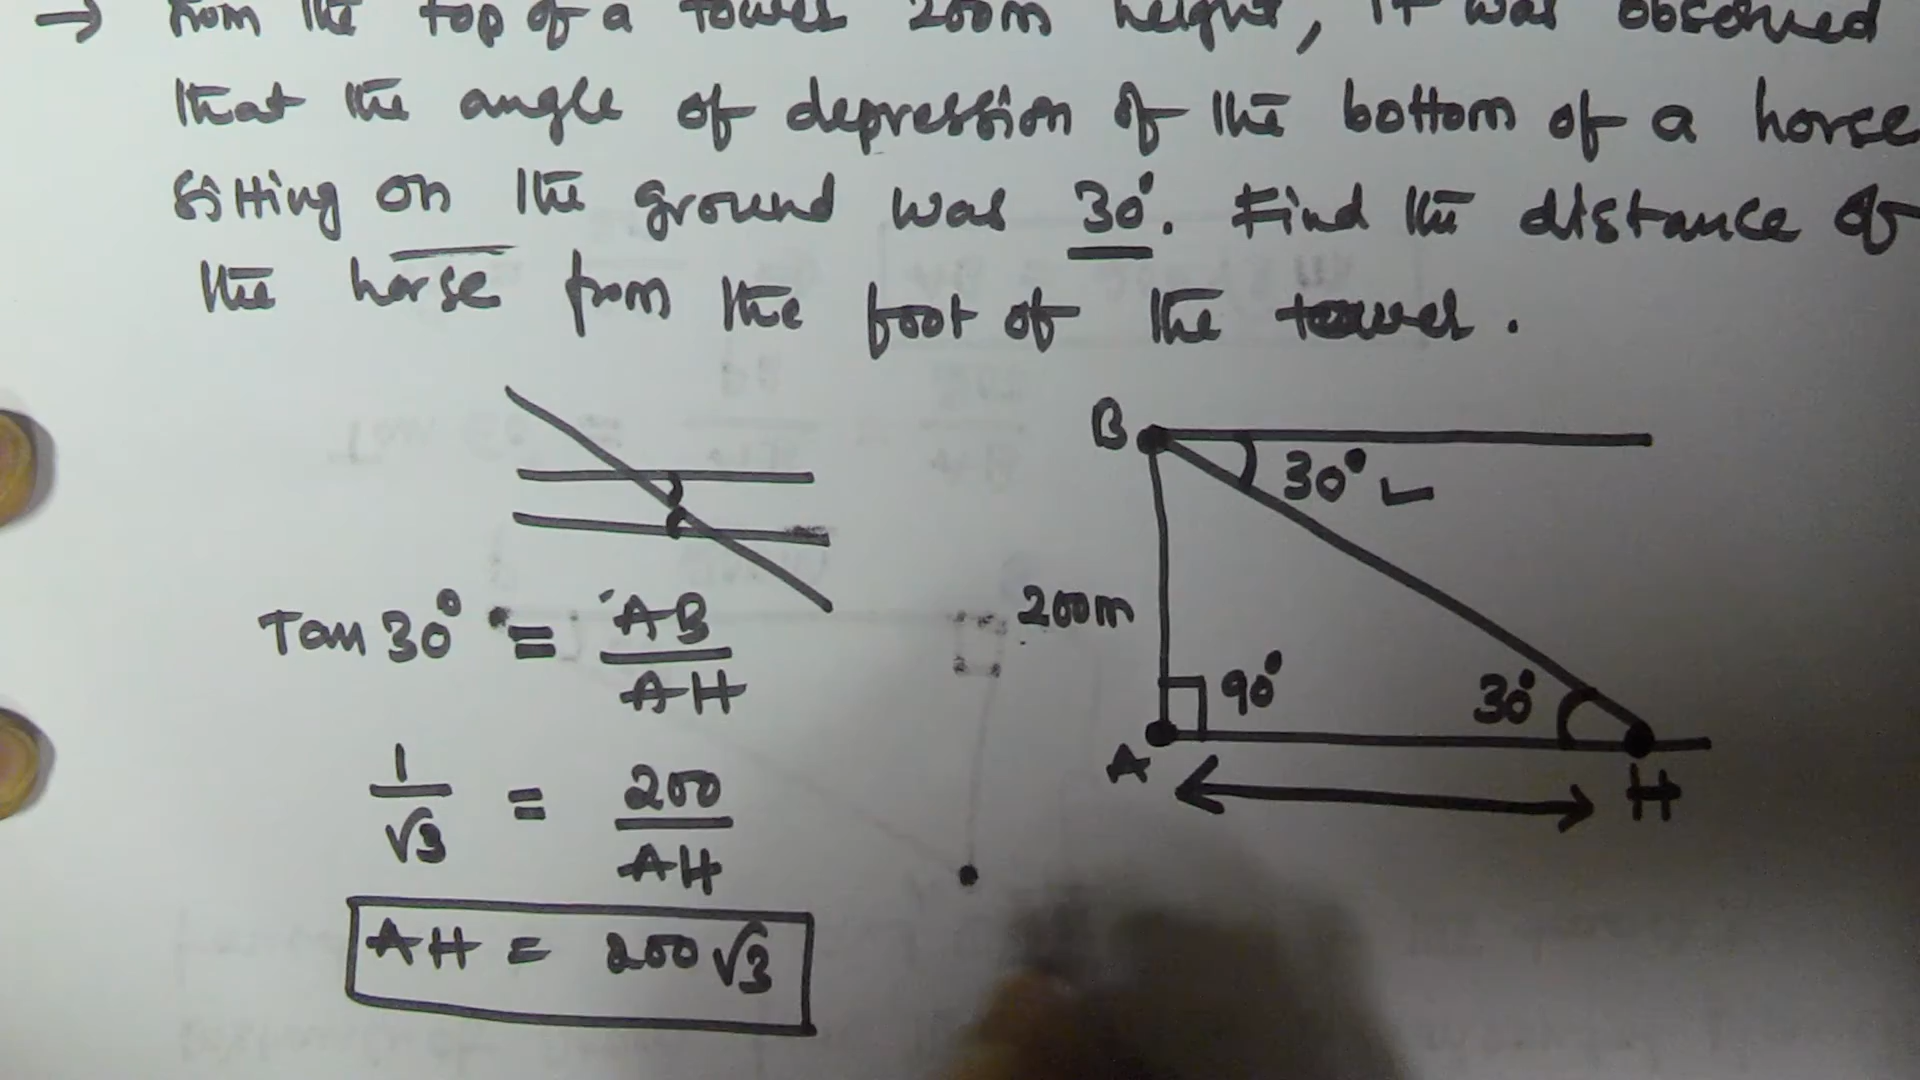 → From the top of a tower 200m height, it was observed
that the angle of depression of the bottom of a horse
sitting on the ground was 30°. Find the distance of
the horse from the foot of the tower.
B
30°
Tan 30° = AB/AH
200m
90°
30°
A
H
1/√3 = 200/AH
AH = 200√3